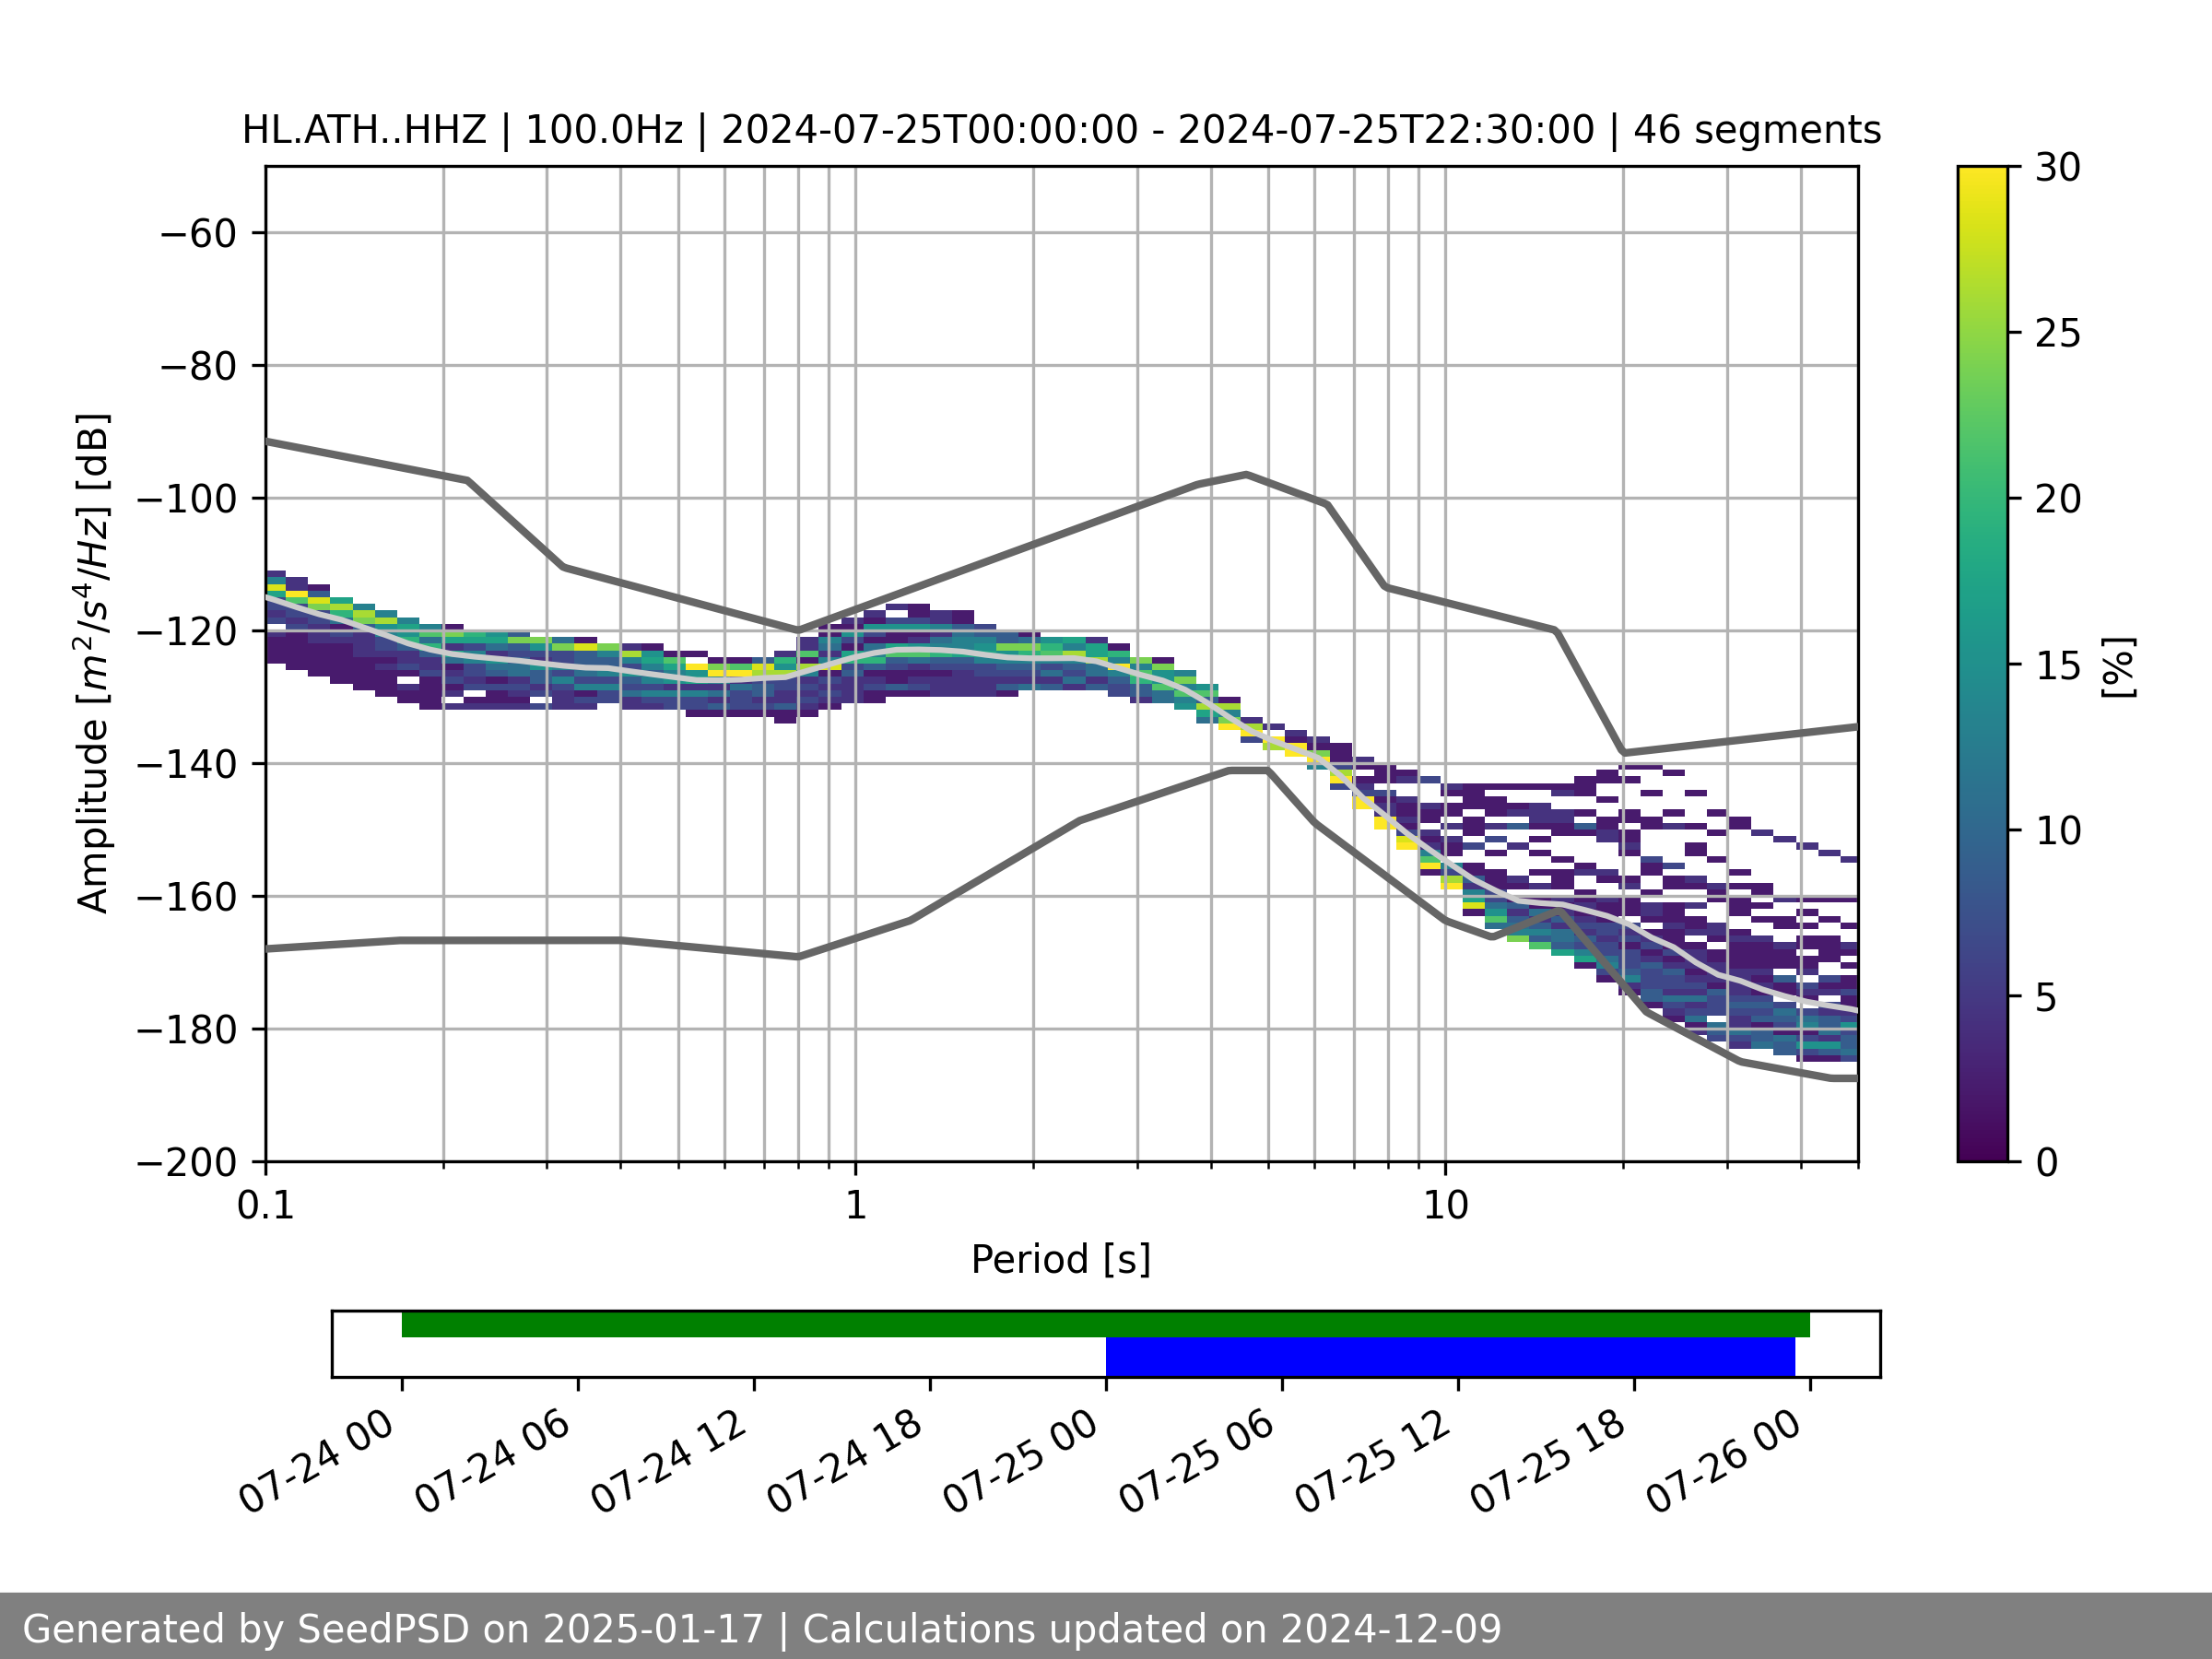 HL.ATH..HHZ | 100.0Hz | 2024-07-25T00:00:00 - 2024-07-25T22:30:00 | 46 segments
Amplitude [m²/s⁴/Hz] [dB]
−60
−80
−100
−120
−140
−160
−180
−200
0.1 1 10
Period [s]
30
25
20
15
10
5
0
[%]
07-24 00 07-24 06 07-24 12 07-24 18 07-25 00 07-25 06 07-25 12 07-25 18 07-26 00
Generated by SeedPSD on 2025-01-17 | Calculations updated on 2024-12-09